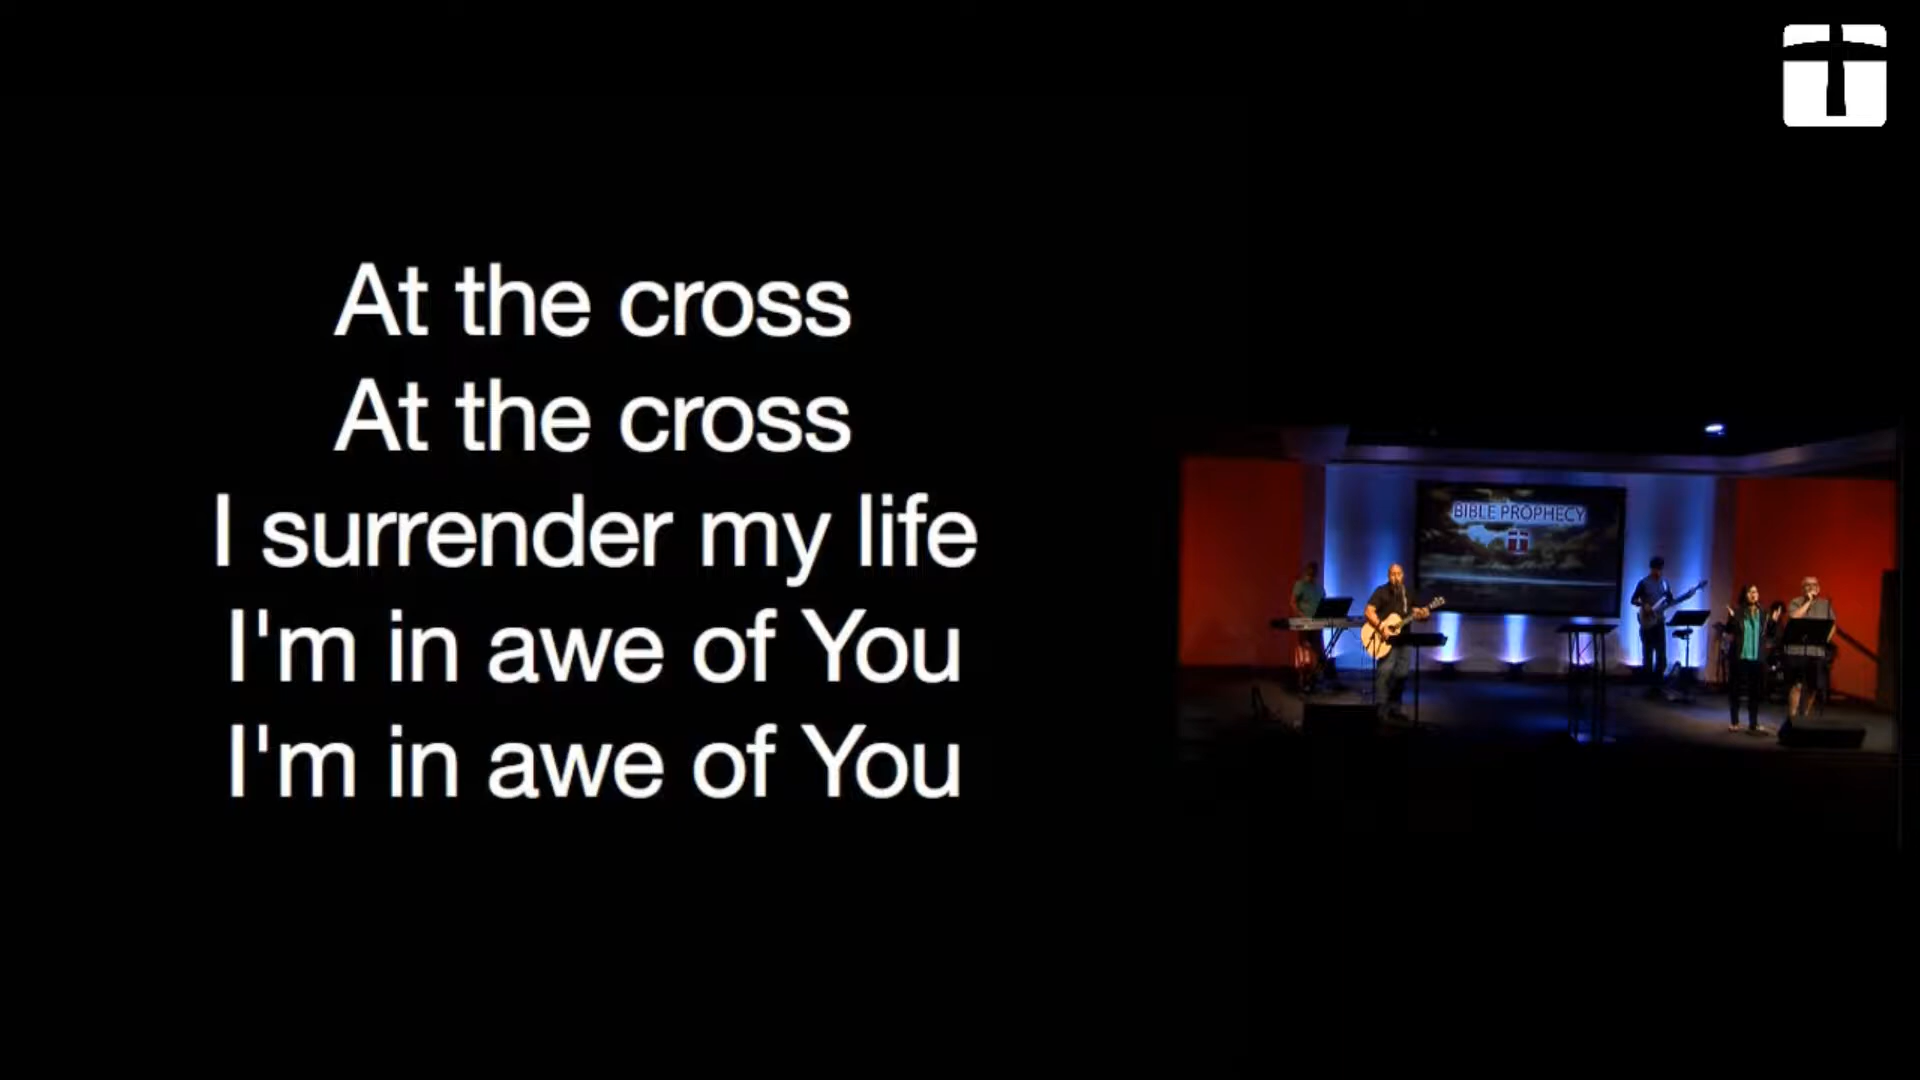 At the cross
At the cross
I surrender my life
I'm in awe of You
I'm in awe of You
BIBLE PROPHECY